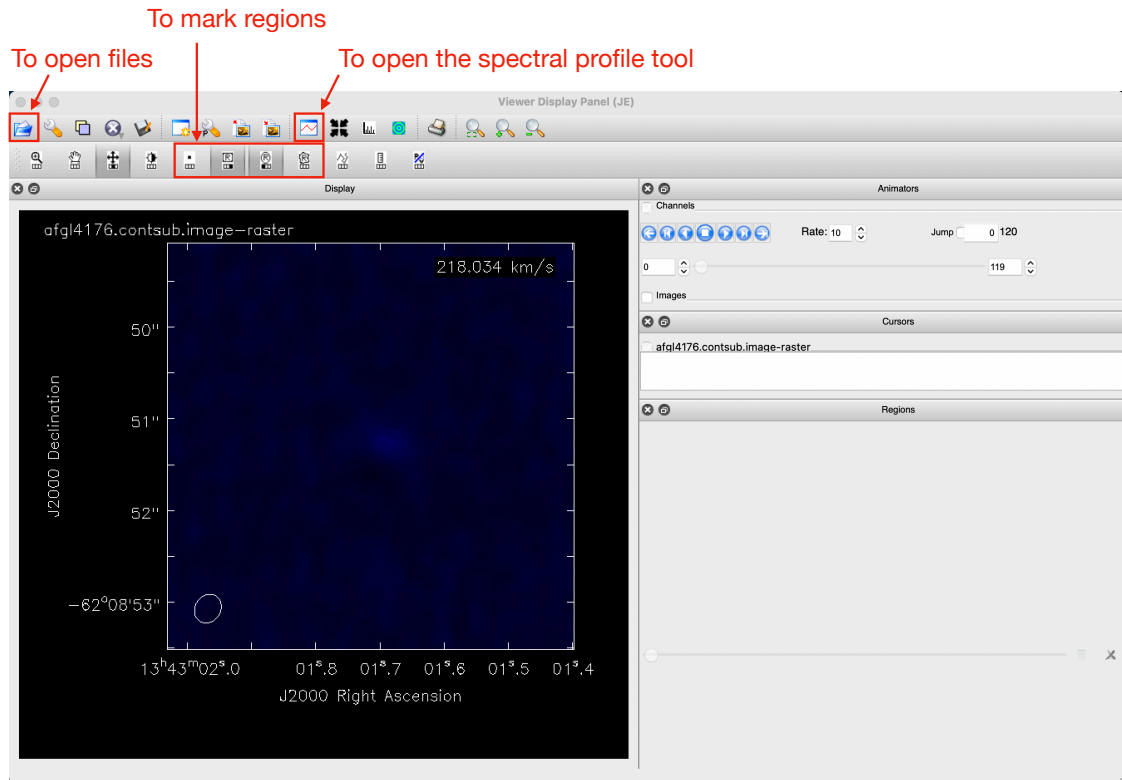 To mark regions
To open files
To open the spectral profile tool
Viewer Display Panel (JE)
Display
Animators
afgl4176.contsub.image-raster
218.034 km/s
50"
51"
52"
-62°08'53"
J2000 Declination
13ʰ43ᵐ02ˢ.0 01ˢ.8 01ˢ.7 01ˢ.6 01ˢ.5 01ˢ.4
J2000 Right Ascension
Channels
Rate: 10 Jump 0 120
0 119
Images
Cursors
afgl4176.contsub.image-raster
Regions